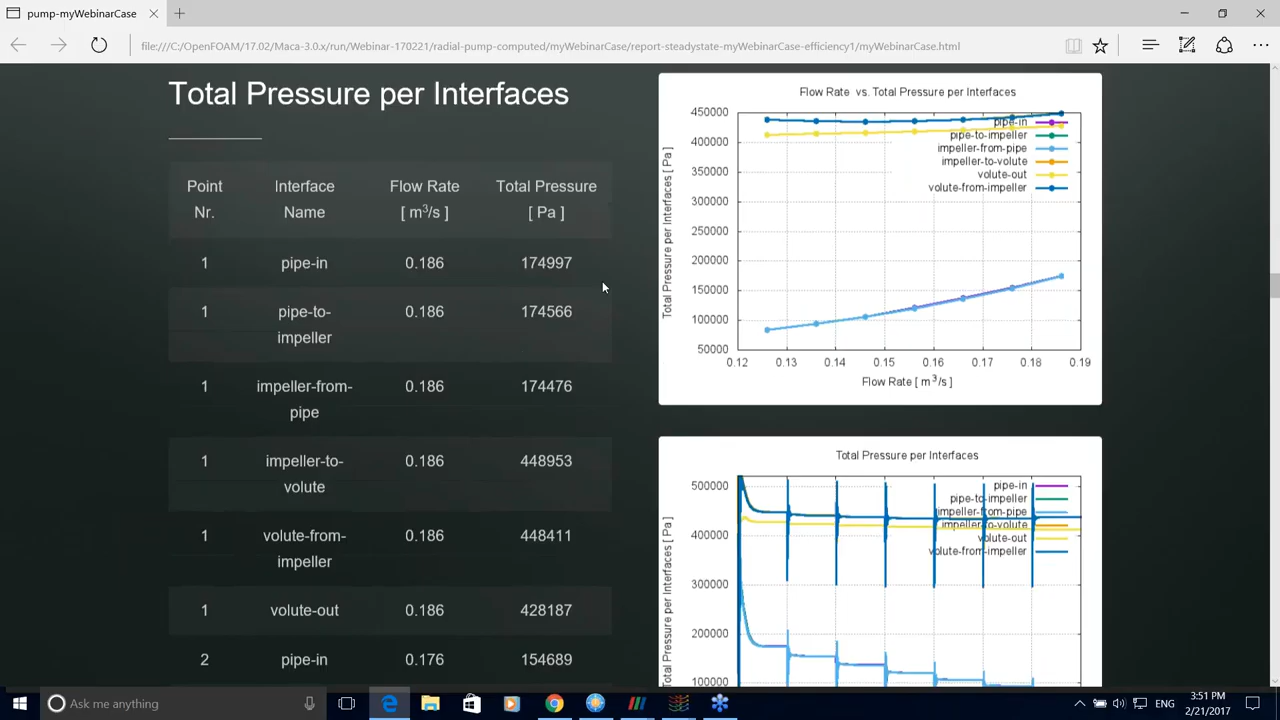 pump-myWebinarCase
file:///C:/OpenFOAM/17.02/Maca-3.0.x/run/Webinar-170221/radial-pump-computed/myWebinarCase/report-steadystate-myWebinarCase-efficiency1/myWebinarCase.html
Total Pressure per Interfaces
Point Nr. Interface Name Flow Rate [ m³/s ] Total Pressure [ Pa ]
1 pipe-in 0.186 174997
1 pipe-to-impeller 0.186 174566
1 impeller-from-pipe 0.186 174476
1 impeller-to-volute 0.186 448953
1 volute-from-impeller 0.186 448411
1 volute-out 0.186 428187
2 pipe-in 0.176 154689
Flow Rate vs. Total Pressure per Interfaces
Total Pressure per Interfaces [ Pa ]
450000
400000
350000
300000
250000
200000
150000
100000
50000
pipe-in
pipe-to-impeller
impeller-from-pipe
impeller-to-volute
volute-out
volute-from-impeller
0.12 0.13 0.14 0.15 0.16 0.17 0.18 0.19
Flow Rate [ m³/s ]
Total Pressure per Interfaces
Total Pressure per Interfaces [ Pa ]
500000
400000
300000
200000
100000
pipe-in
pipe-to-impeller
impeller-from-pipe
impeller-to-volute
volute-out
volute-from-impeller
Ask me anything
ENG
3:51 PM
2/21/2017